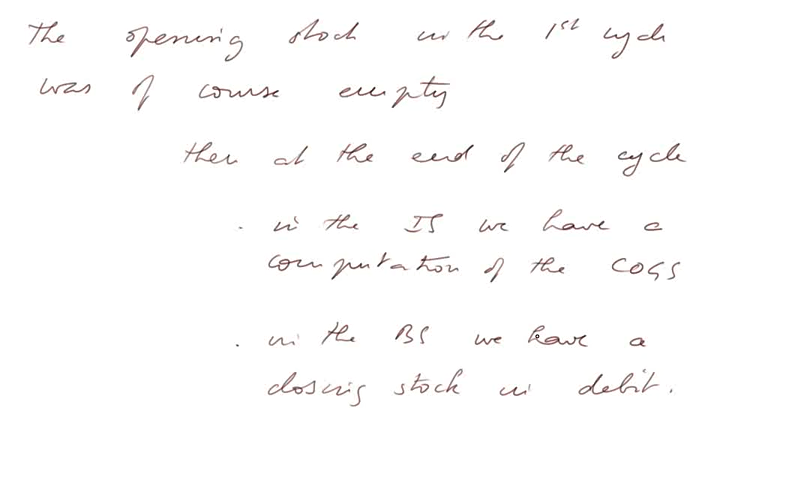 The opening stock in the 1st cycle
was of course empty
then at the end of the cycle
. in the IS we have a
computation of the COGS
. in the BS we have a
closing stock in debit.